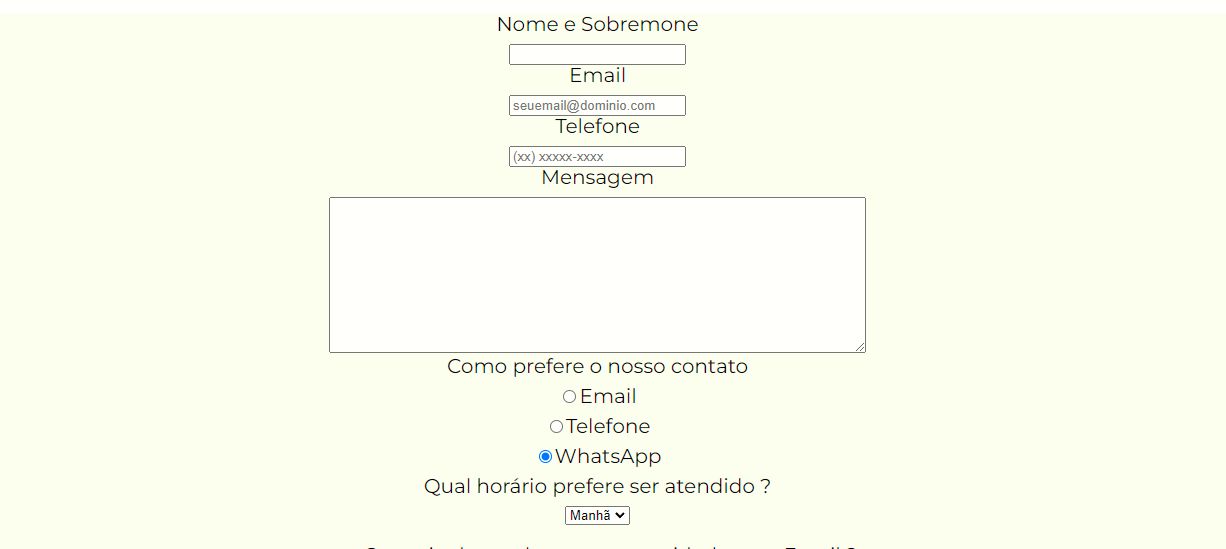 Nome e Sobremone
Email
seuemail@dominio.com
Telefone
(xx) xxxxx-xxxx
Mensagem
Como prefere o nosso contato
Email
Telefone
WhatsApp
Qual horário prefere ser atendido ?
Manhã